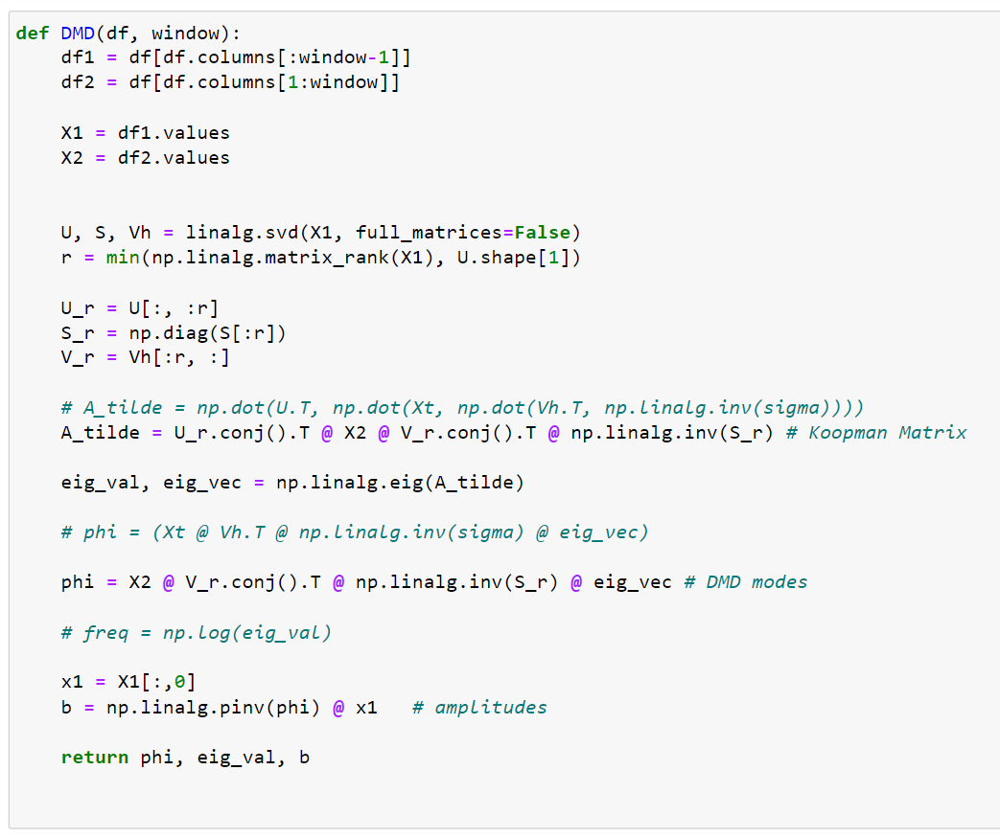 def DMD(df, window):
    df1 = df[df.columns[:window-1]]
    df2 = df[df.columns[1:window]]
    X1 = df1.values
    X2 = df2.values
    U, S, Vh = linalg.svd(X1, full_matrices=False)
    r = min(np.linalg.matrix_rank(X1), U.shape[1])
    U_r = U[:, :r]
    S_r = np.diag(S[:r])
    V_r = Vh[:r, :]
    # A_tilde = np.dot(U.T, np.dot(Xt, np.dot(Vh.T, np.linalg.inv(sigma))))
    A_tilde = U_r.conj().T @ X2 @ V_r.conj().T @ np.linalg.inv(S_r) # Koopman Matrix
    eig_val, eig_vec = np.linalg.eig(A_tilde)
    # phi = (Xt @ Vh.T @ np.linalg.inv(sigma) @ eig_vec)
    phi = X2 @ V_r.conj().T @ np.linalg.inv(S_r) @ eig_vec # DMD modes
    # freq = np.log(eig_val)
    x1 = X1[:,0]
    b = np.linalg.pinv(phi) @ x1   # amplitudes
    return phi, eig_val, b